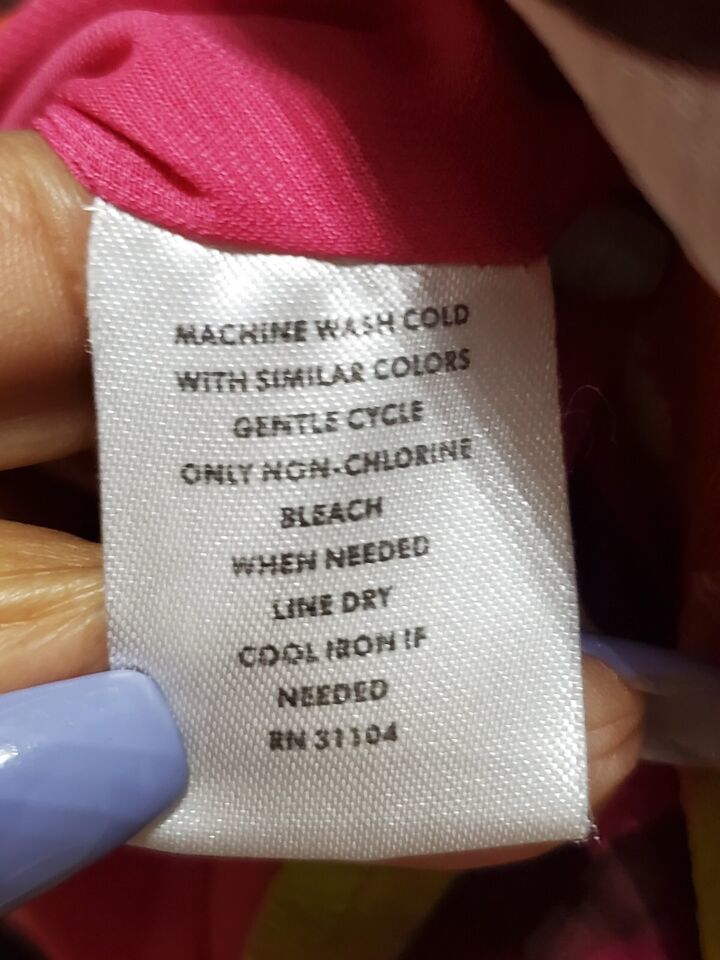 MACHINE WASH COLD
WITH SIMILAR COLORS
GENTLE CYCLE
ONLY NON-CHLORINE
BLEACH
WHEN NEEDED
LINE DRY
COOL IRON IF
NEEDED
RN 31104